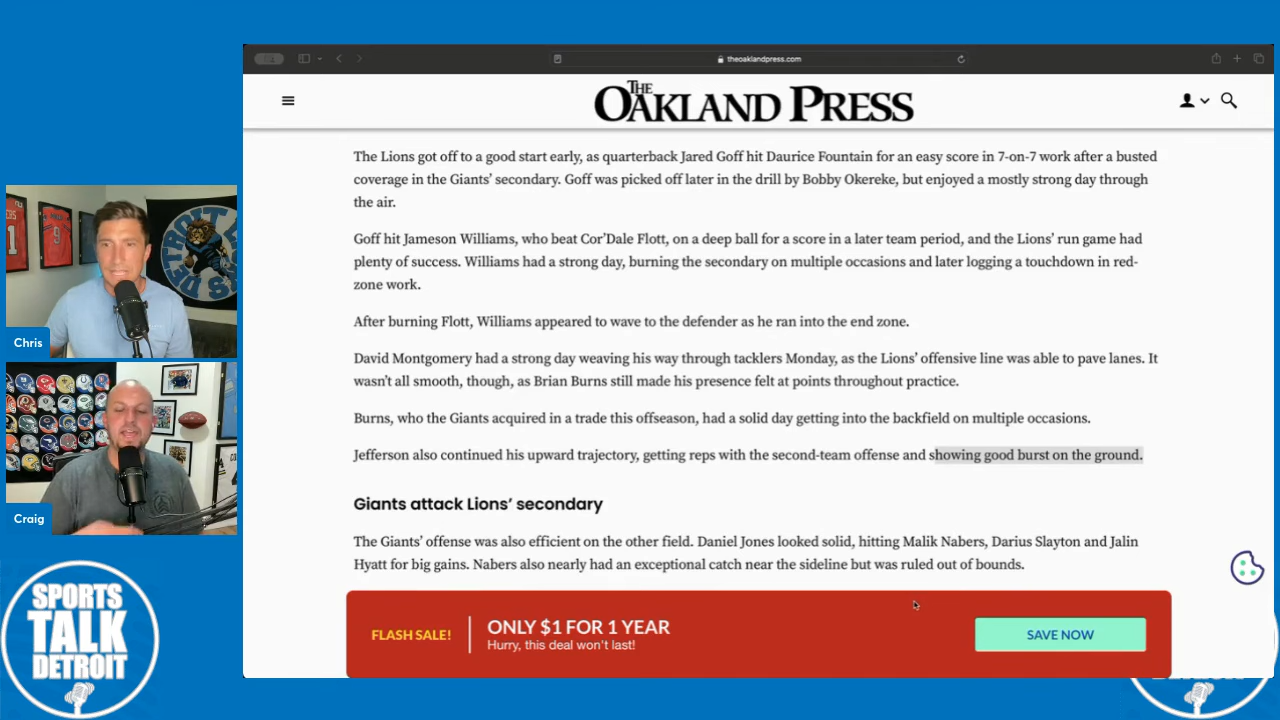 theoaklandpress.com
THE OAKLAND PRESS
The Lions got off to a good start early, as quarterback Jared Goff hit Daurice Fountain for an easy score in 7-on-7 work after a busted
coverage in the Giants' secondary. Goff was picked off later in the drill by Bobby Okereke, but enjoyed a mostly strong day through
the air.
Goff hit Jameson Williams, who beat Cor'Dale Flott, on a deep ball for a score in a later team period, and the Lions' run game had
plenty of success. Williams had a strong day, burning the secondary on multiple occasions and later logging a touchdown in red-
zone work.
After burning Flott, Williams appeared to wave to the defender as he ran into the end zone.
David Montgomery had a strong day weaving his way through tacklers Monday, as the Lions' offensive line was able to pave lanes. It
wasn't all smooth, though, as Brian Burns still made his presence felt at points throughout practice.
Burns, who the Giants acquired in a trade this offseason, had a solid day getting into the backfield on multiple occasions.
Jefferson also continued his upward trajectory, getting reps with the second-team offense and showing good burst on the ground.
Giants attack Lions' secondary
The Giants' offense was also efficient on the other field. Daniel Jones looked solid, hitting Malik Nabers, Darius Slayton and Jalin
Hyatt for big gains. Nabers also nearly had an exceptional catch near the sideline but was ruled out of bounds.
FLASH SALE!
ONLY $1 FOR 1 YEAR
Hurry, this deal won't last!
SAVE NOW
Chris
Craig
SPORTS
TALK
DETROIT